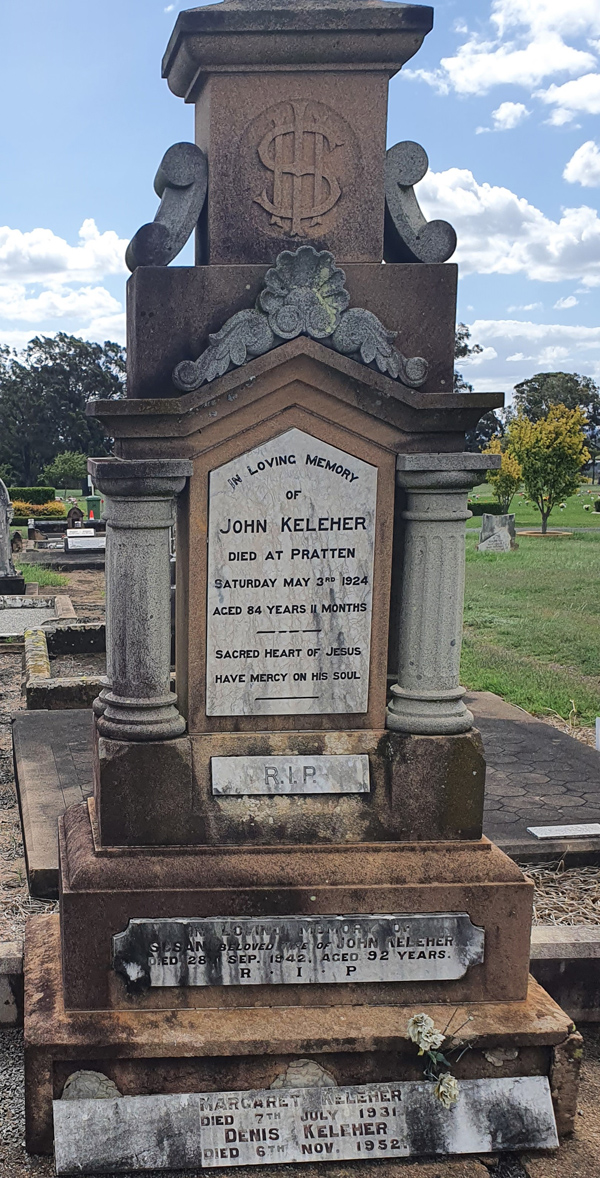 IHS
IN LOVING MEMORY
OF
JOHN KELEHER
DIED AT PRATTEN
SATURDAY MAY 3RD 1924
AGED 84 YEARS 11 MONTHS
SACRED HEART OF JESUS
HAVE MERCY ON HIS SOUL
R.I.P.
IN LOVING MEMORY OF
SUSAN BELOVED WIFE OF JOHN KELEHER
DIED 28TH SEP. 1942. AGED 92 YEARS.
R · I · P
MARGARET KELEHER
DIED 7TH JULY 1931.
DENIS KELEHER
DIED 6TH NOV. 1952.